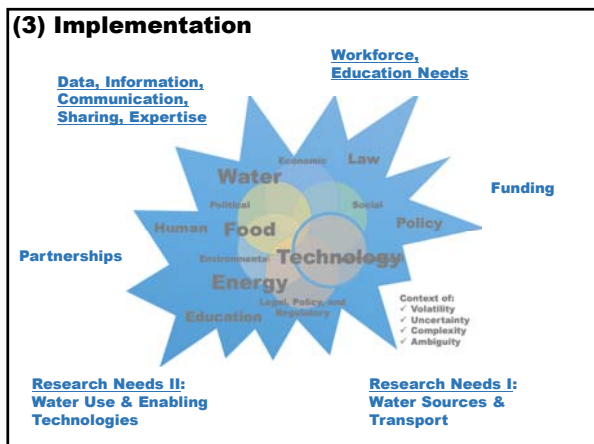 (3) Implementation
Workforce,
Education Needs
Data, Information,
Communication,
Sharing, Expertise
Economic
Law
Water
Political
Social
Funding
Human
Food
Policy
Partnerships
Environmental
Technology
Energy
Legal, Policy, and
Regulatory
Education
Context of:
✓ Volatility
✓ Uncertainty
✓ Complexity
✓ Ambiguity
Research Needs II:
Water Use & Enabling
Technologies
Research Needs I:
Water Sources &
Transport